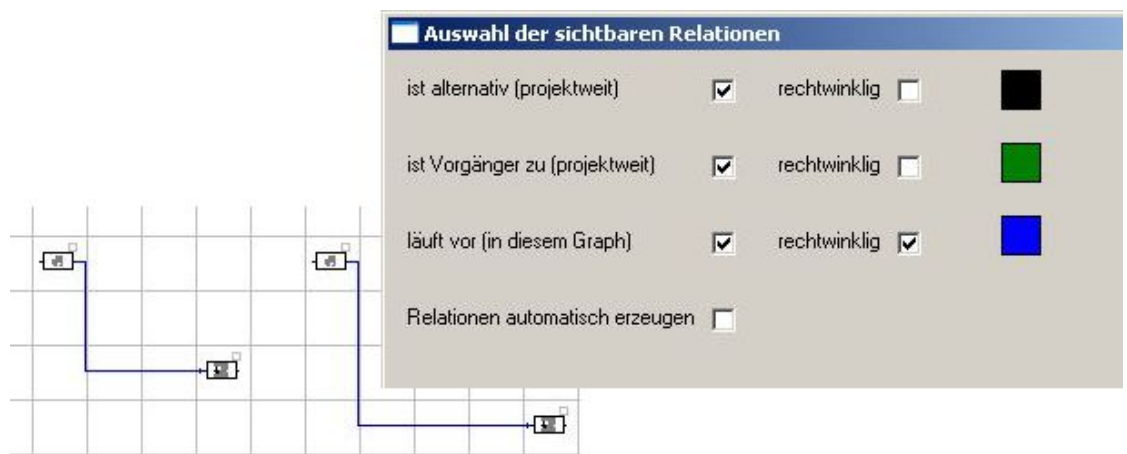 Auswahl der sichtbaren Relationen
ist alternativ (projektweit) rechtwinklig
ist Vorgänger zu (projektweit) rechtwinklig
läuft vor (in diesem Graph) rechtwinklig
Relationen automatisch erzeugen